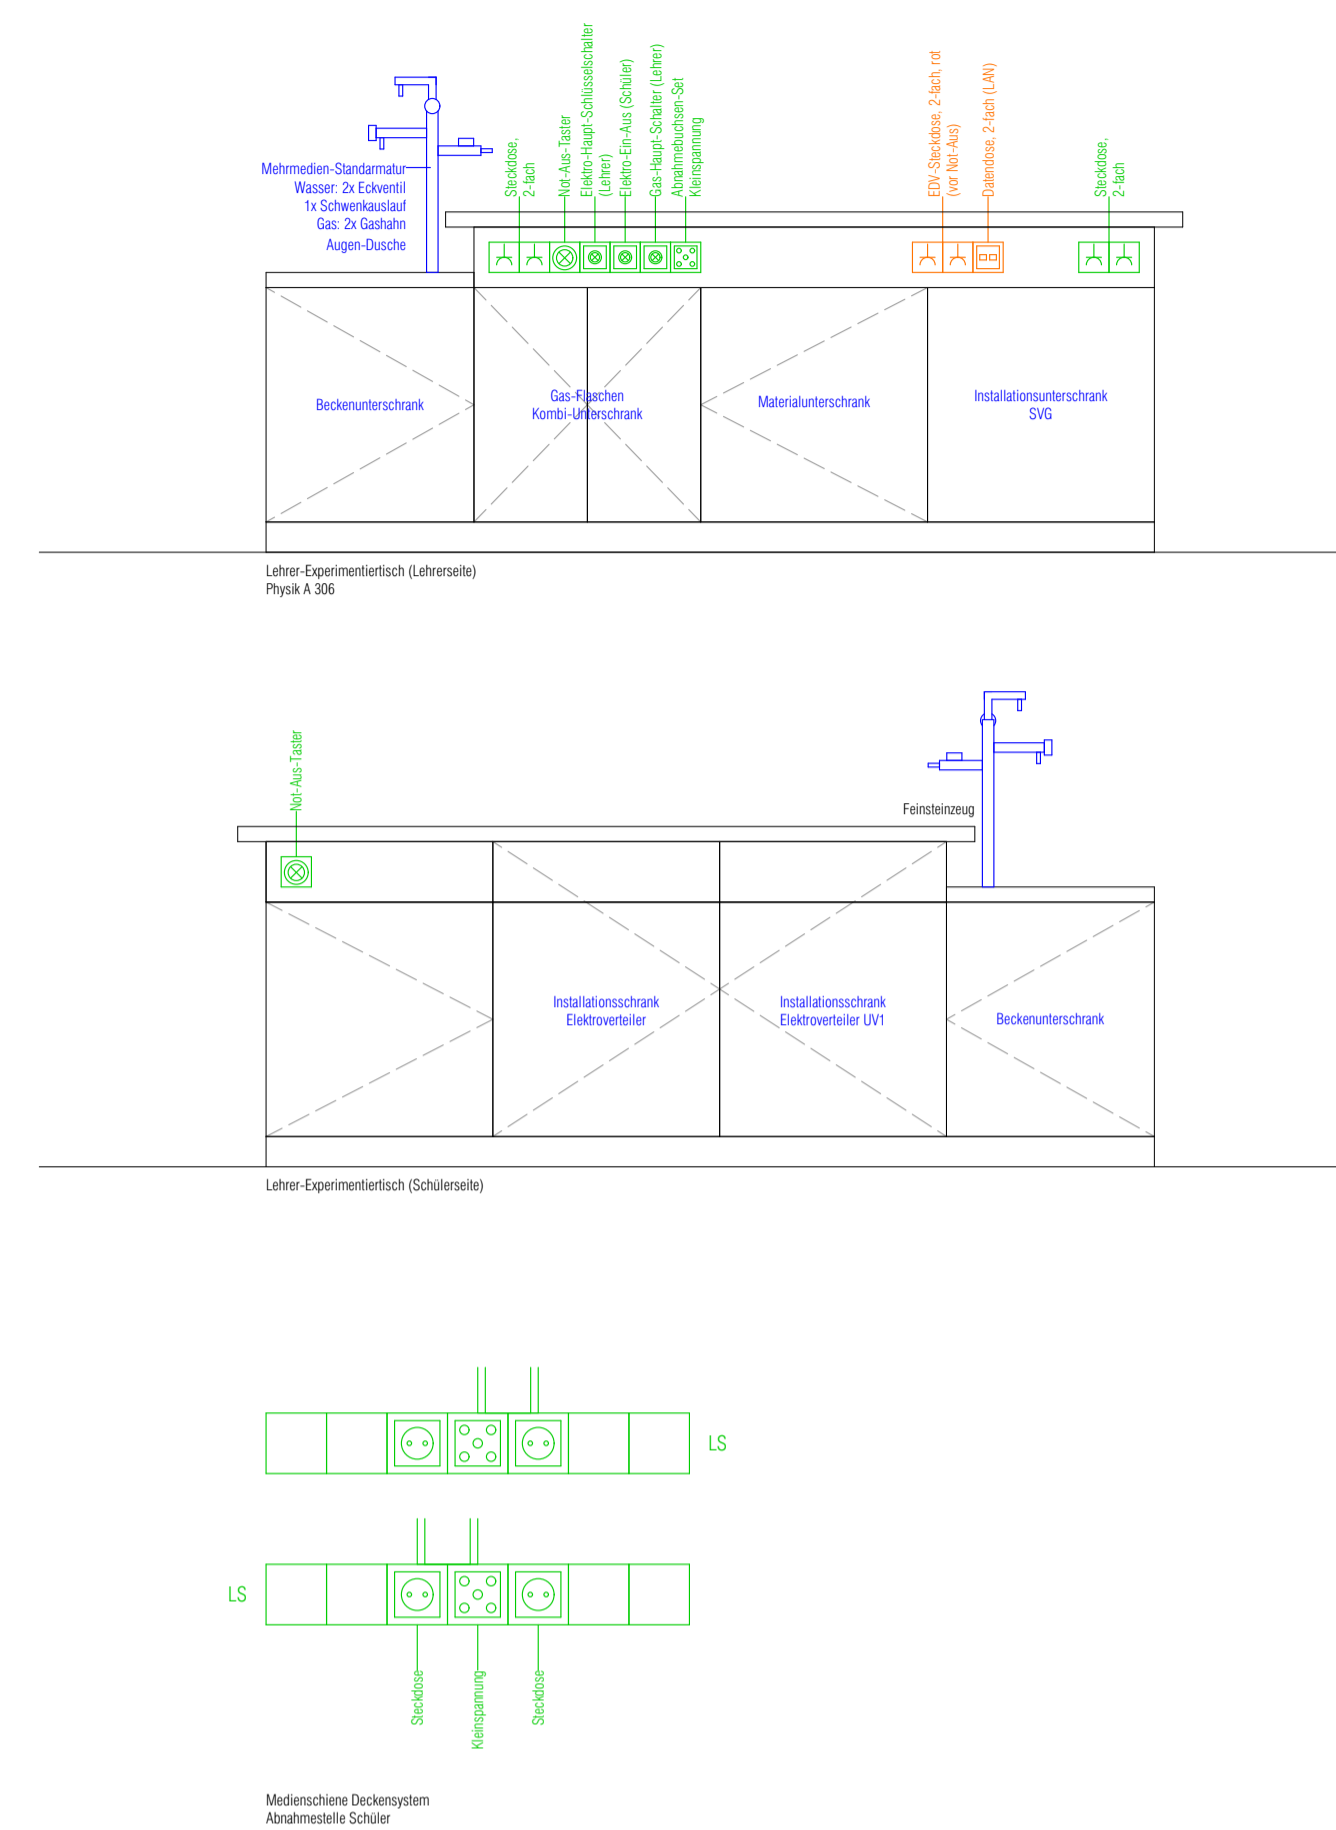 Steckdose,
2-fach
Not-Aus-Taster
Elektro-Haupt-Schlüsselschalter
(Lehrer)
Elektro-Ein-Aus (Schüler)
Gas-Haupt-Schalter (Lehrer)
Abnahmebuchsen-Set
Kleinspannung
EDV-Steckdose, 2-fach, rot
(vor Not-Aus)
Datendose, 2-fach (LAN)
Steckdose,
2-fach
Mehrmedien-Standarmatur
Wasser: 2x Eckventil
1x Schwenkauslauf
Gas: 2x Gashahn
Augen-Dusche
Beckenunterschrank
Gas-Flaschen
Kombi-Unterschrank
Materialunterschrank
Installationsunterschrank
SVG
Lehrer-Experimentiertisch (Lehrerseite)
Physik A 306
Not-Aus-Taster
Feinsteinzeug
Installationsschrank
Elektroverteiler
Installationsschrank
Elektroverteiler UV1
Beckenunterschrank
Lehrer-Experimentiertisch (Schülerseite)
LS
LS
Steckdose
Kleinspannung
Steckdose
Medienschiene Deckensystem
Abnahmestelle Schüler